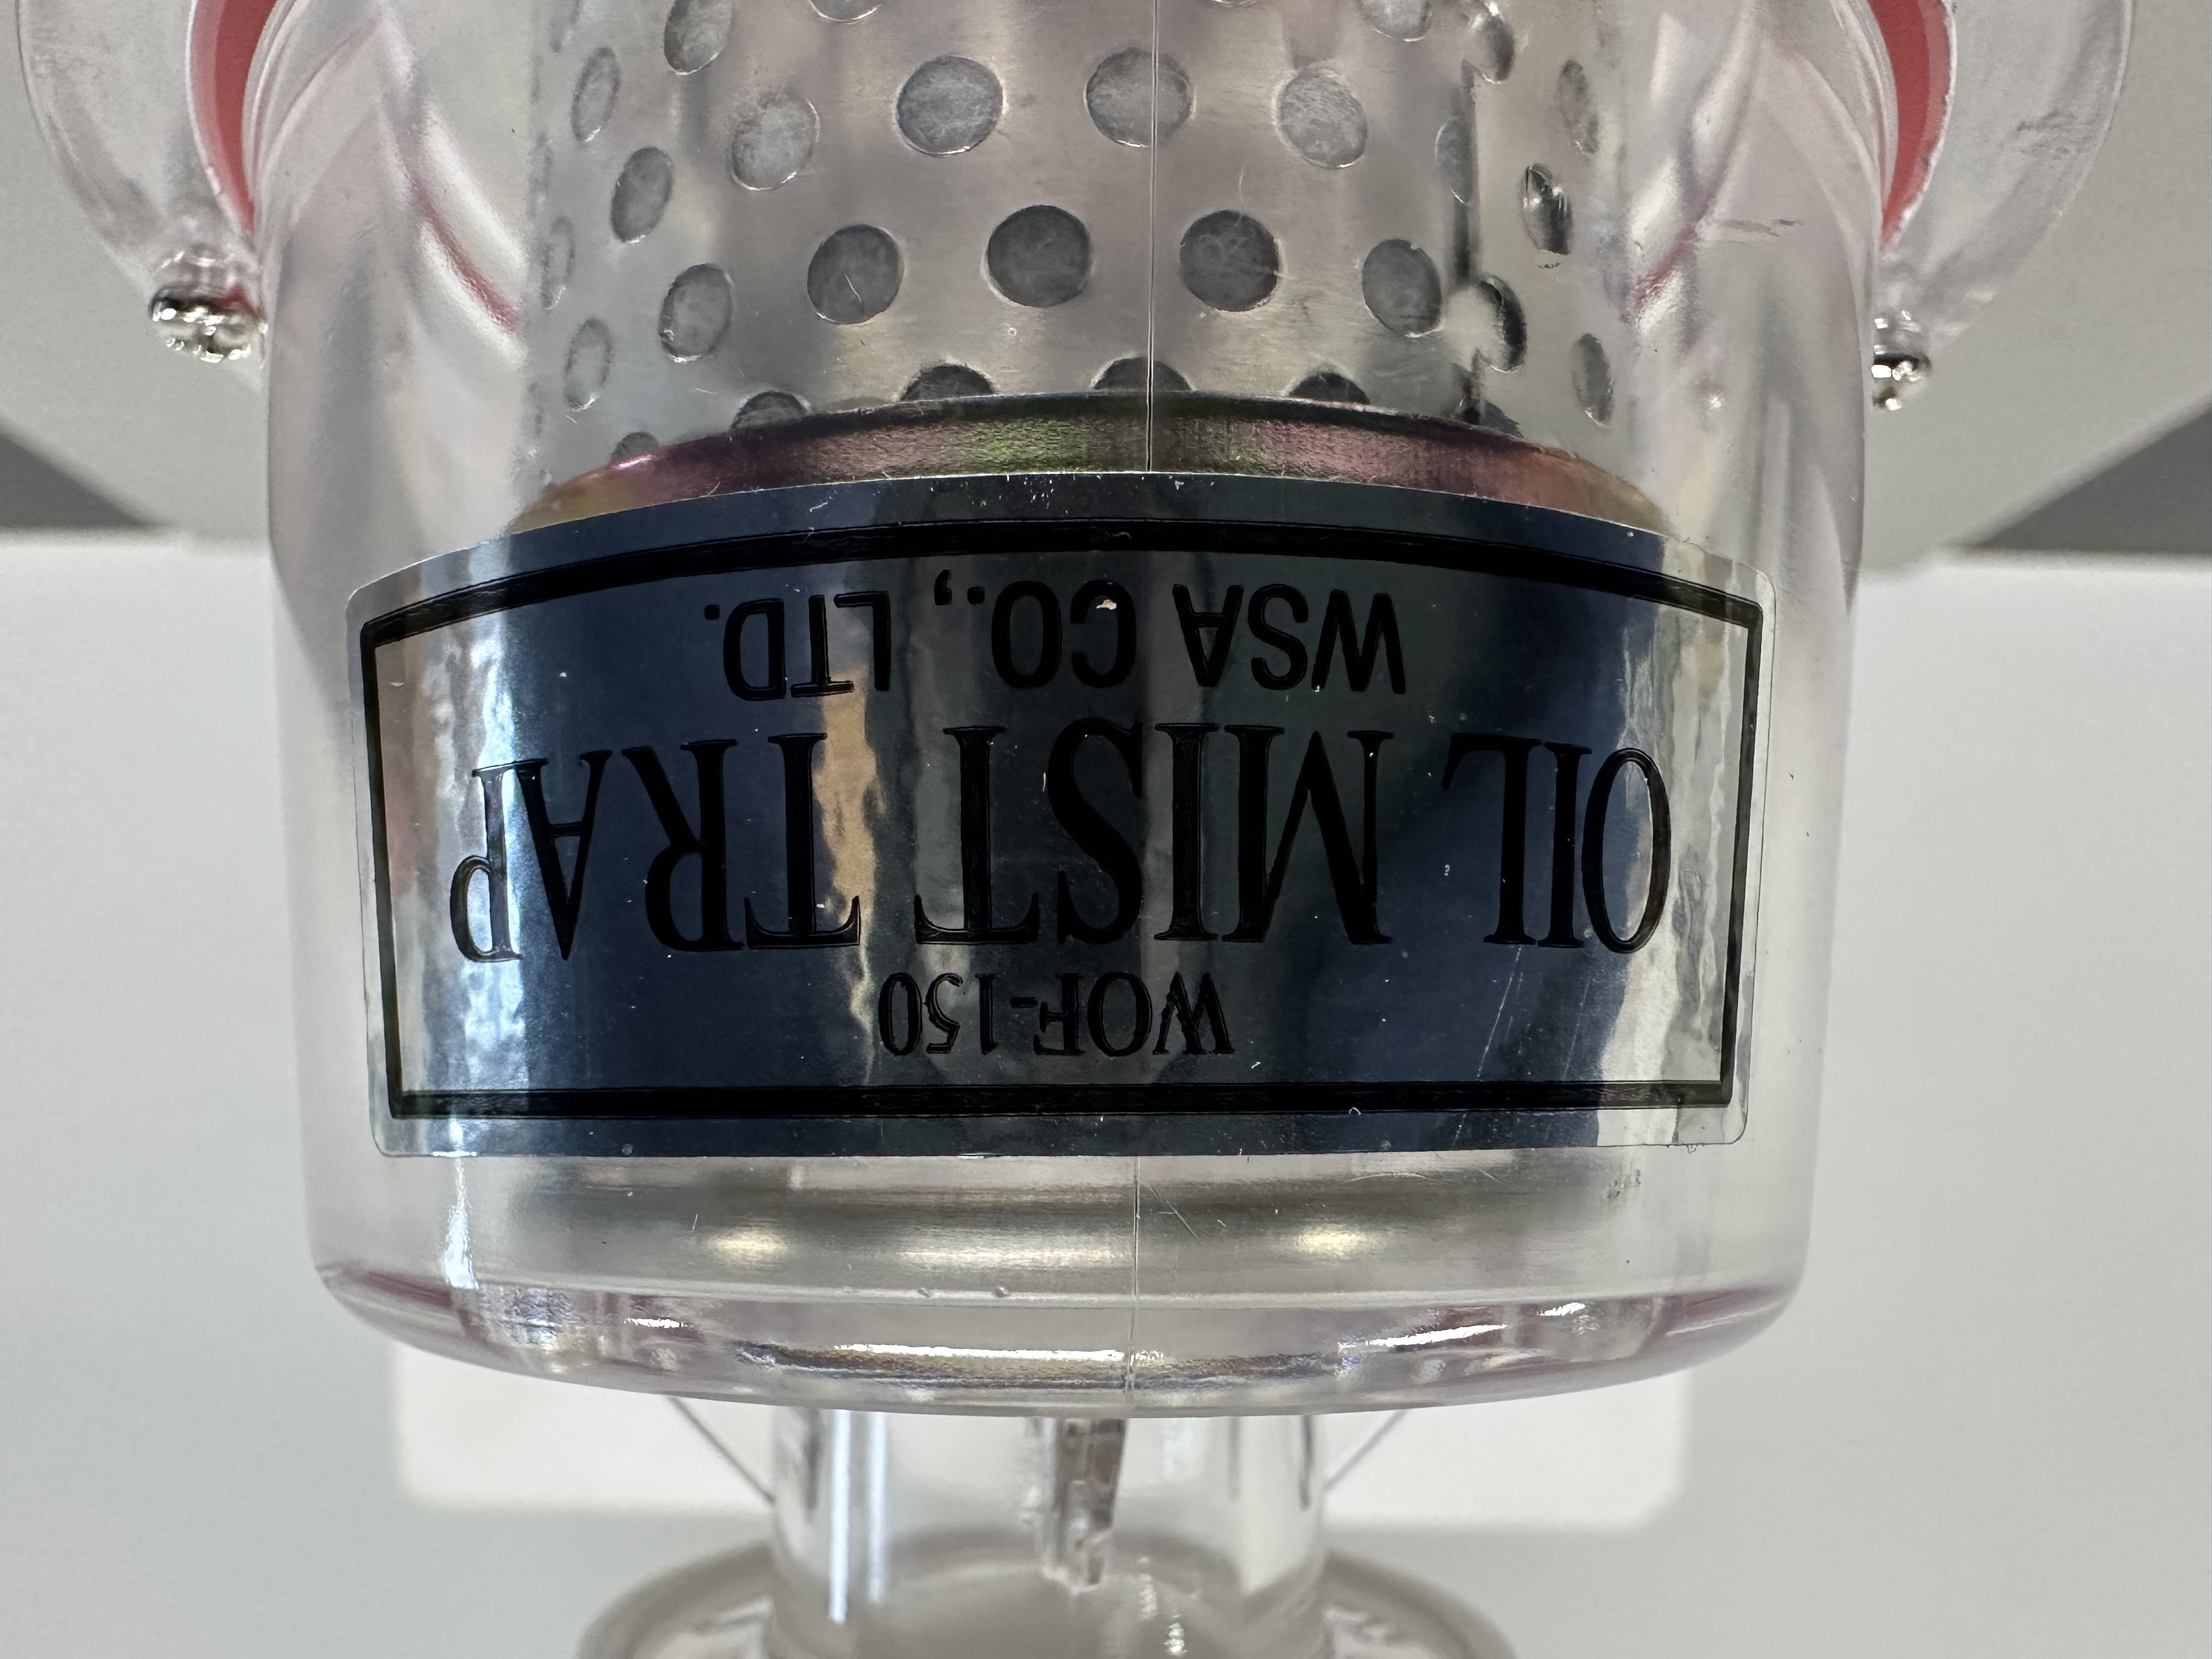 WOF-150
OIL MIST TRAP
WSA CO., LTD.